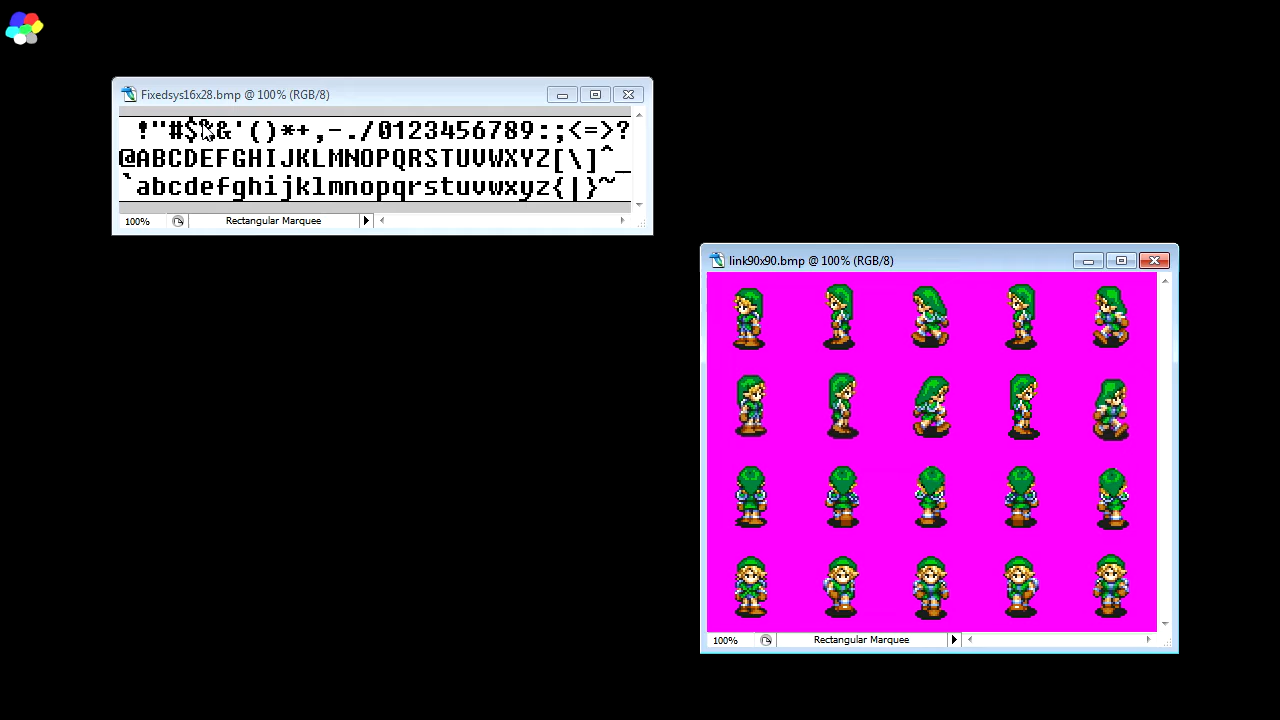 Fixedsys16x28.bmp @ 100% (RGB/8)
!"#$%&'()*+,-./0123456789:;<=>?
@ABCDEFGHIJKLMNOPQRSTUVWXYZ[\]^_
`abcdefghijklmnopqrstuvwxyz{|}~
100% Rectangular Marquee
link90x90.bmp @ 100% (RGB/8)
100% Rectangular Marquee